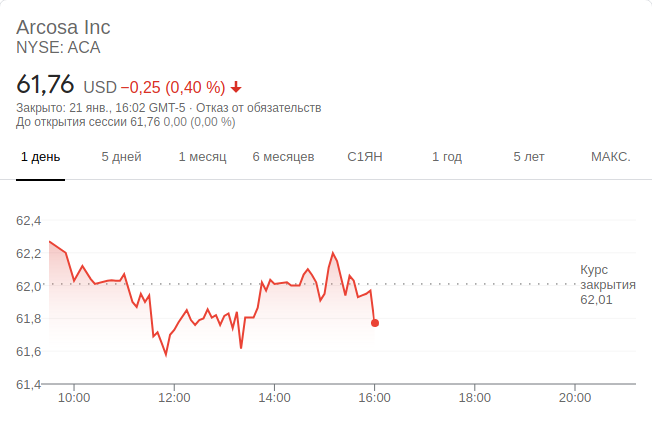 Arcosa Inc
NYSE: ACA
61,76 USD −0,25 (0,40 %)
Закрыто: 21 янв., 16:02 GMT-5 · Отказ от обязательств
До открытия сессии 61,76 0,00 (0,00 %)
1 день 5 дней 1 месяц 6 месяцев С1ЯН 1 год 5 лет МАКС.
62,4
62,2
62,0
61,8
61,6
61,4
Курс
закрытия
62,01
10:00 12:00 14:00 16:00 18:00 20:00